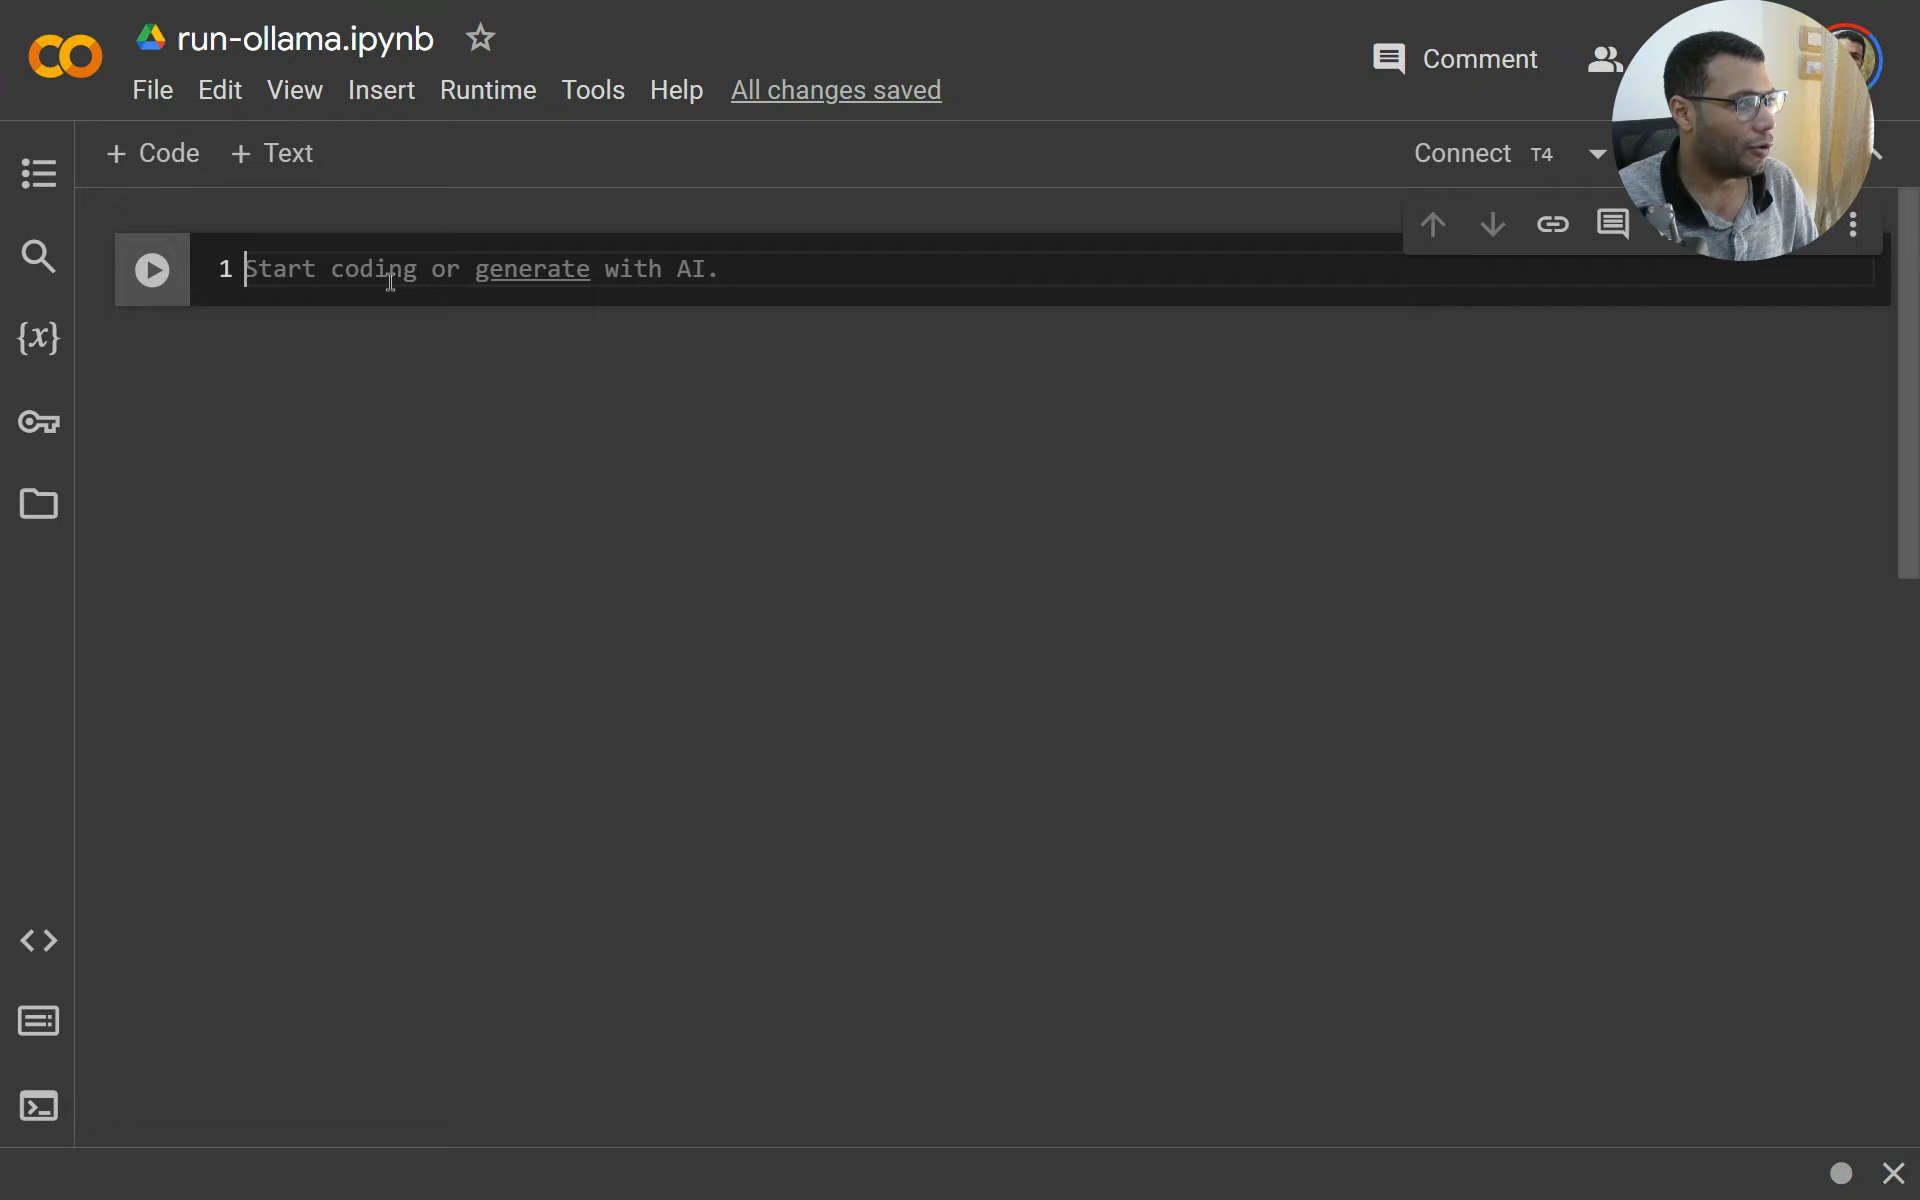 run-ollama.ipynb
Comment
File Edit View Insert Runtime Tools Help All changes saved
+ Code + Text
Connect T4
1 Start coding or generate with AI.